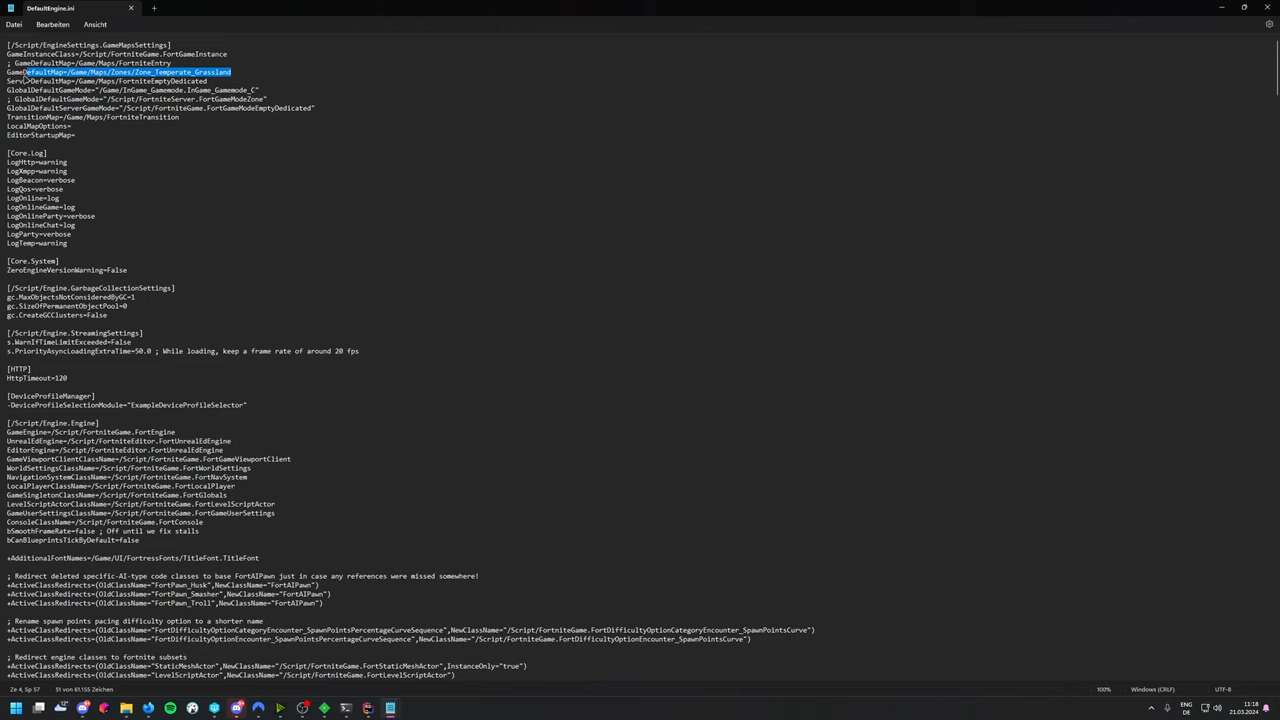 DefaultEngine.ini
Datei Bearbeiten Ansicht
[/Script/EngineSettings.GameMapsSettings]
GameInstanceClass=/Script/FortniteGame.FortGameInstance
; GameDefaultMap=/Game/Maps/FortniteEntry
GameDefaultMap=/Game/Maps/Zones/Zone_Temperate_Grassland
ServerDefaultMap=/Game/Maps/FortniteEmptyDedicated
GlobalDefaultGameMode="/Game/InGame_Gamemode.InGame_Gamemode_C"
; GlobalDefaultGameMode="/Script/FortniteServer.FortGameModeZone"
GlobalDefaultServerGameMode="/Script/FortniteGame.FortGameModeEmptyDedicated"
TransitionMap=/Game/Maps/FortniteTransition
LocalMapOptions=
EditorStartupMap=
[Core.Log]
LogHttp=warning
LogXmpp=warning
LogBeacon=verbose
LogQos=verbose
LogOnline=log
LogOnlineGame=log
LogOnlineParty=verbose
LogOnlineChat=log
LogParty=verbose
LogTemp=warning
[Core.System]
ZeroEngineVersionWarning=False
[/Script/Engine.GarbageCollectionSettings]
gc.MaxObjectsNotConsideredByGC=1
gc.SizeOfPermanentObjectPool=0
gc.CreateGCClusters=False
[/Script/Engine.StreamingSettings]
s.WarnIfTimeLimitExceeded=False
s.PriorityAsyncLoadingExtraTime=50.0 ; While loading, keep a frame rate of around 20 fps
[HTTP]
HttpTimeout=120
[DeviceProfileManager]
-DeviceProfileSelectionModule="ExampleDeviceProfileSelector"
[/Script/Engine.Engine]
GameEngine=/Script/FortniteGame.FortEngine
UnrealEdEngine=/Script/FortniteEditor.FortUnrealEdEngine
EditorEngine=/Script/FortniteEditor.FortUnrealEdEngine
GameViewportClientClassName=/Script/FortniteGame.FortGameViewportClient
WorldSettingsClassName=/Script/FortniteGame.FortWorldSettings
NavigationSystemClassName=/Script/FortniteGame.FortNavSystem
LocalPlayerClassName=/Script/FortniteGame.FortLocalPlayer
GameSingletonClassName=/Script/FortniteGame.FortGlobals
LevelScriptActorClassName=/Script/FortniteGame.FortLevelScriptActor
GameUserSettingsClassName=/Script/FortniteGame.FortGameUserSettings
ConsoleClassName=/Script/FortniteGame.FortConsole
bSmoothFrameRate=false ; Off until we fix stalls
bCanBlueprintsTickByDefault=false
+AdditionalFontNames=/Game/UI/FortressFonts/TitleFont.TitleFont
; Redirect deleted specific-AI-type code classes to base FortAIPawn just in case any references were missed somewhere!
+ActiveClassRedirects=(OldClassName="FortPawn_Husk",NewClassName="FortAIPawn")
+ActiveClassRedirects=(OldClassName="FortPawn_Smasher",NewClassName="FortAIPawn")
+ActiveClassRedirects=(OldClassName="FortPawn_Troll",NewClassName="FortAIPawn")
; Rename spawn points pacing difficulty option to a shorter name
+ActiveClassRedirects=(OldClassName="FortDifficultyOptionCategoryEncounter_SpawnPointsPercentageCurveSequence",NewClassName="/Script/FortniteGame.FortDifficultyOptionCategoryEncounter_SpawnPointsCurve")
+ActiveClassRedirects=(OldClassName="FortDifficultyOptionEncounter_SpawnPointsPercentageCurveSequence",NewClassName="/Script/FortniteGame.FortDifficultyOptionEncounter_SpawnPointsCurve")
; Redirect engine classes to fortnite subsets
+ActiveClassRedirects=(OldClassName="StaticMeshActor",NewClassName="/Script/FortniteGame.FortStaticMeshActor",InstanceOnly="true")
+ActiveClassRedirects=(OldClassName="LevelScriptActor",NewClassName="/Script/FortniteGame.FortLevelScriptActor")
Ze 4, Sp 57 51 von 61.155 Zeichen 100% Windows (CRLF) UTF-8
12° ENG DE 11:18 21.03.2024